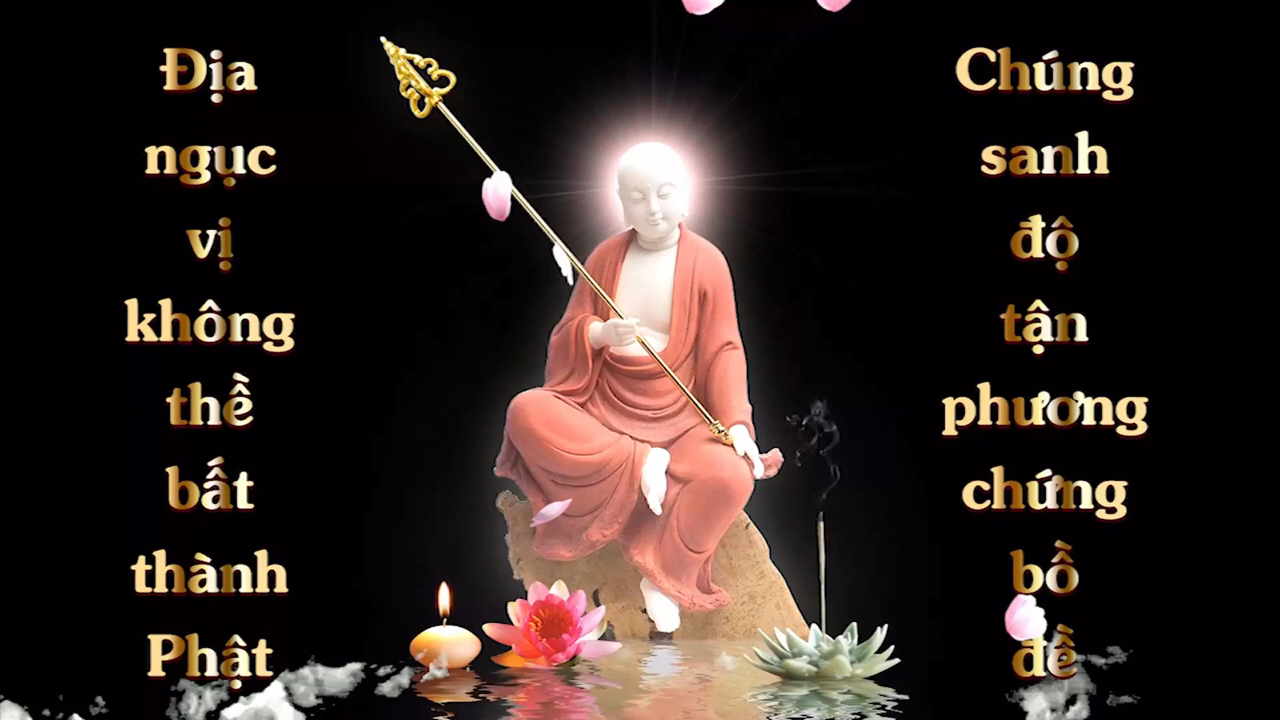 Địa
ngục
vị
không
thề
bất
thành
Phật
Chúng
sanh
độ
tận
phương
chứng
bồ
đề